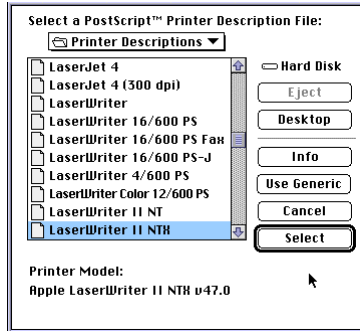 Select a PostScript™ Printer Description File:
Printer Descriptions
LaserJet 4
LaserJet 4 (300 dpi)
LaserWriter
LaserWriter 16/600 PS
LaserWriter 16/600 PS Fax
LaserWriter 16/600 PS-J
LaserWriter 4/600 PS
LaserWriter Color 12/600 PS
LaserWriter II NT
LaserWriter II NTX
Hard Disk
Eject
Desktop
Info
Use Generic
Cancel
Select
Printer Model:
Apple LaserWriter II NTX v47.0